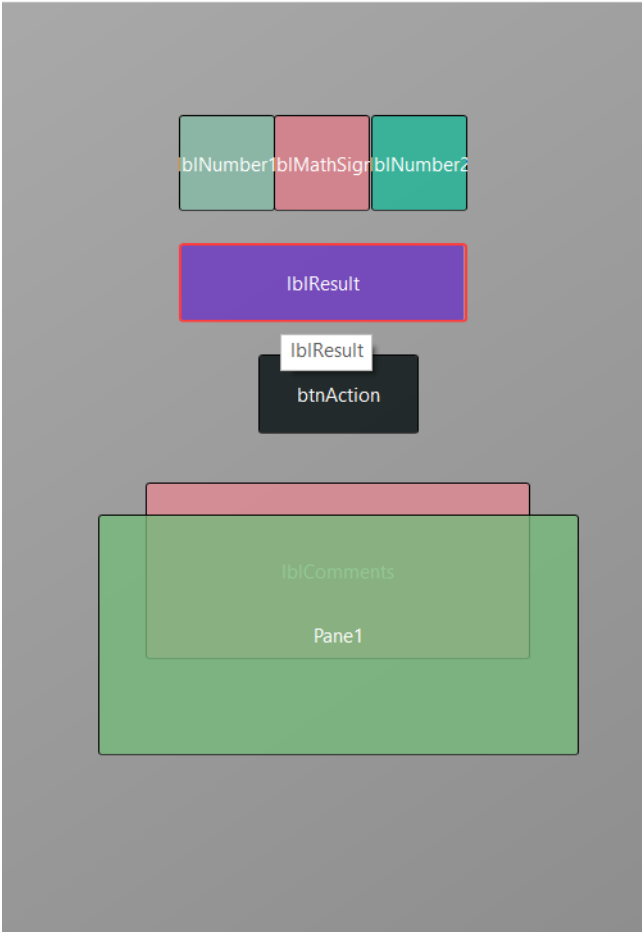 lblNumber1 lblMathSign lblNumber2
lblResult
lblResult
btnAction
lblComments
Pane1